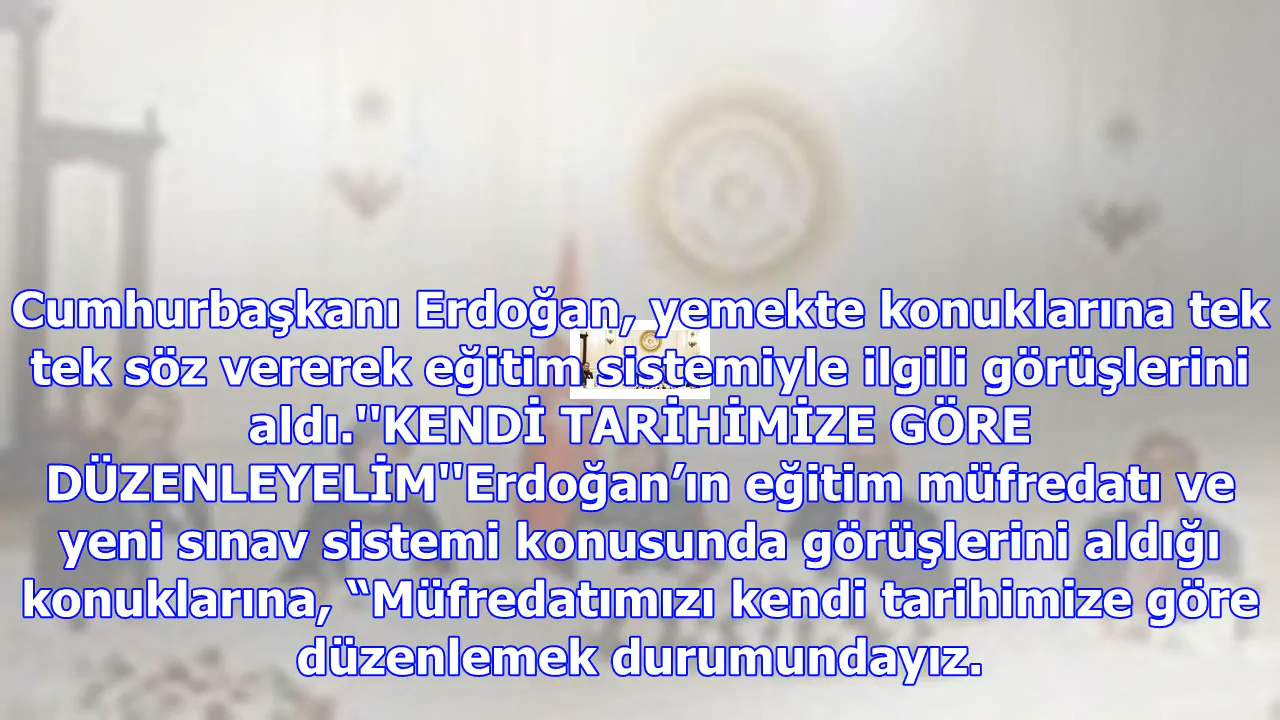 Cumhurbaşkanı Erdoğan, yemekte konuklarına tek
tek söz vererek eğitim sistemiyle ilgili görüşlerini
aldı."KENDİ TARİHİMİZE GÖRE
DÜZENLEYELİM"Erdoğan’ın eğitim müfredatı ve
yeni sınav sistemi konusunda görüşlerini aldığı
konuklarına, “Müfredatımızı kendi tarihimize göre
düzenlemek durumundayız.